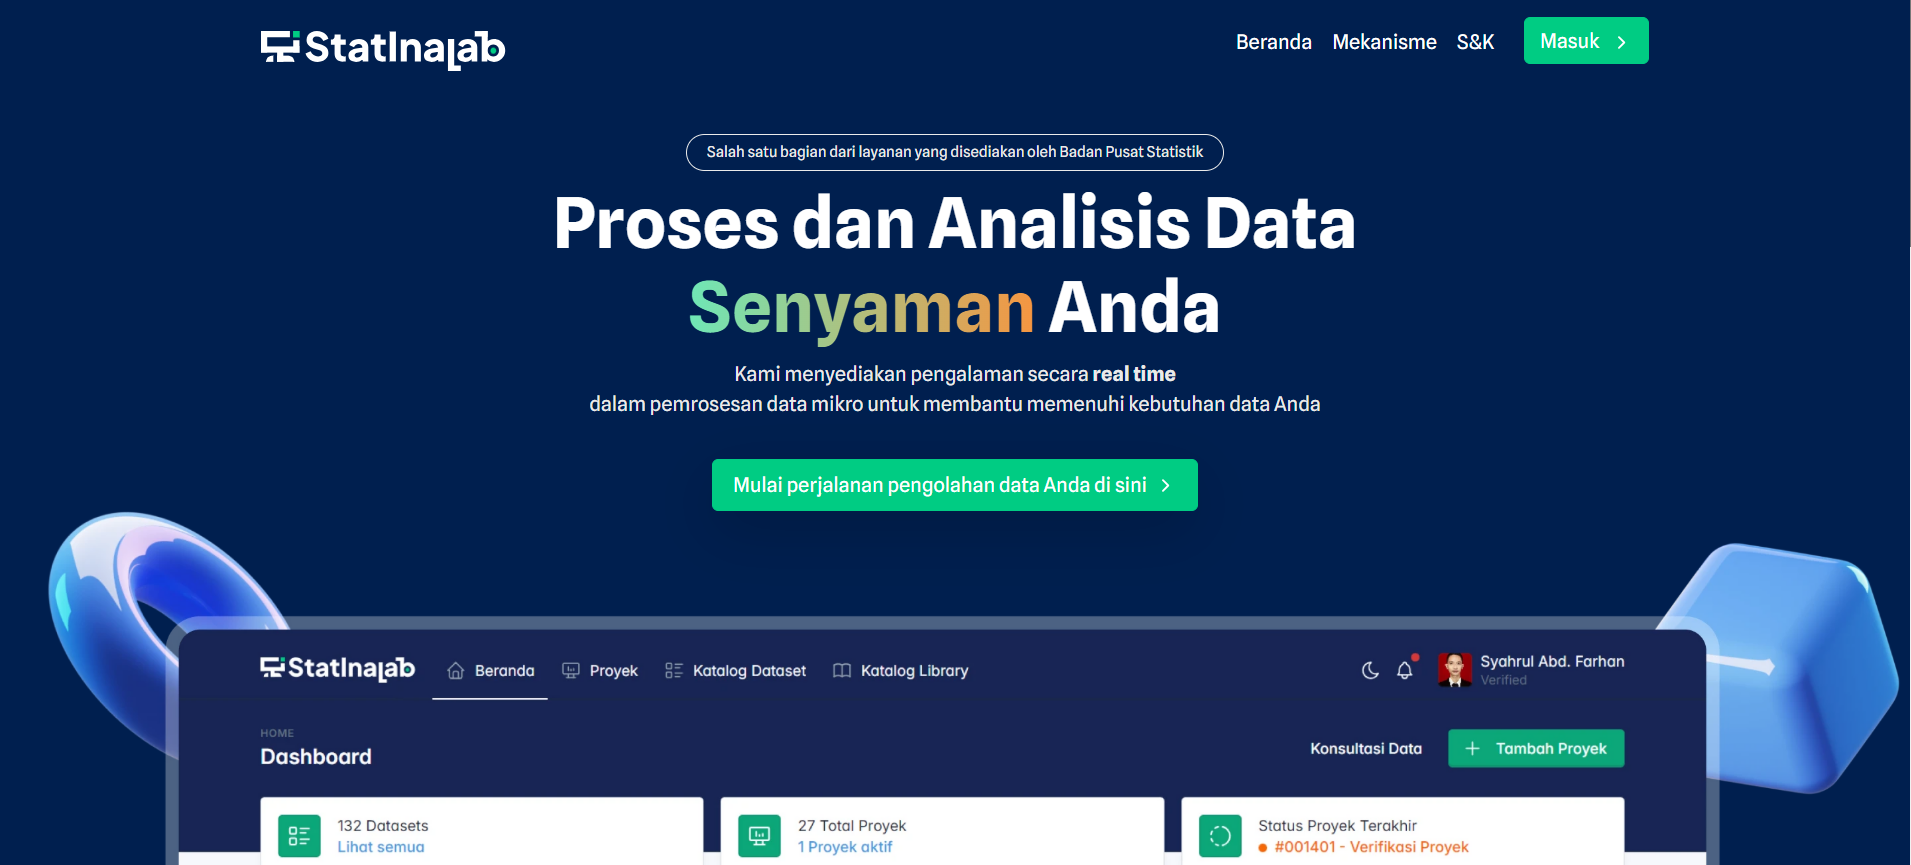 StatInaLab
Beranda Mekanisme S&K Masuk
Salah satu bagian dari layanan yang disediakan oleh Badan Pusat Statistik
Proses dan Analisis Data
Senyaman Anda
Kami menyediakan pengalaman secara real time
dalam pemrosesan data mikro untuk membantu memenuhi kebutuhan data Anda
Mulai perjalanan pengolahan data Anda di sini
StatInaLab Beranda Proyek Katalog Dataset Katalog Library
Syahrul Abd. Farhan
Verified
HOME
Dashboard
Konsultasi Data
Tambah Proyek
132 Datasets
Lihat semua
27 Total Proyek
1 Proyek aktif
Status Proyek Terakhir
#001401 - Verifikasi Proyek